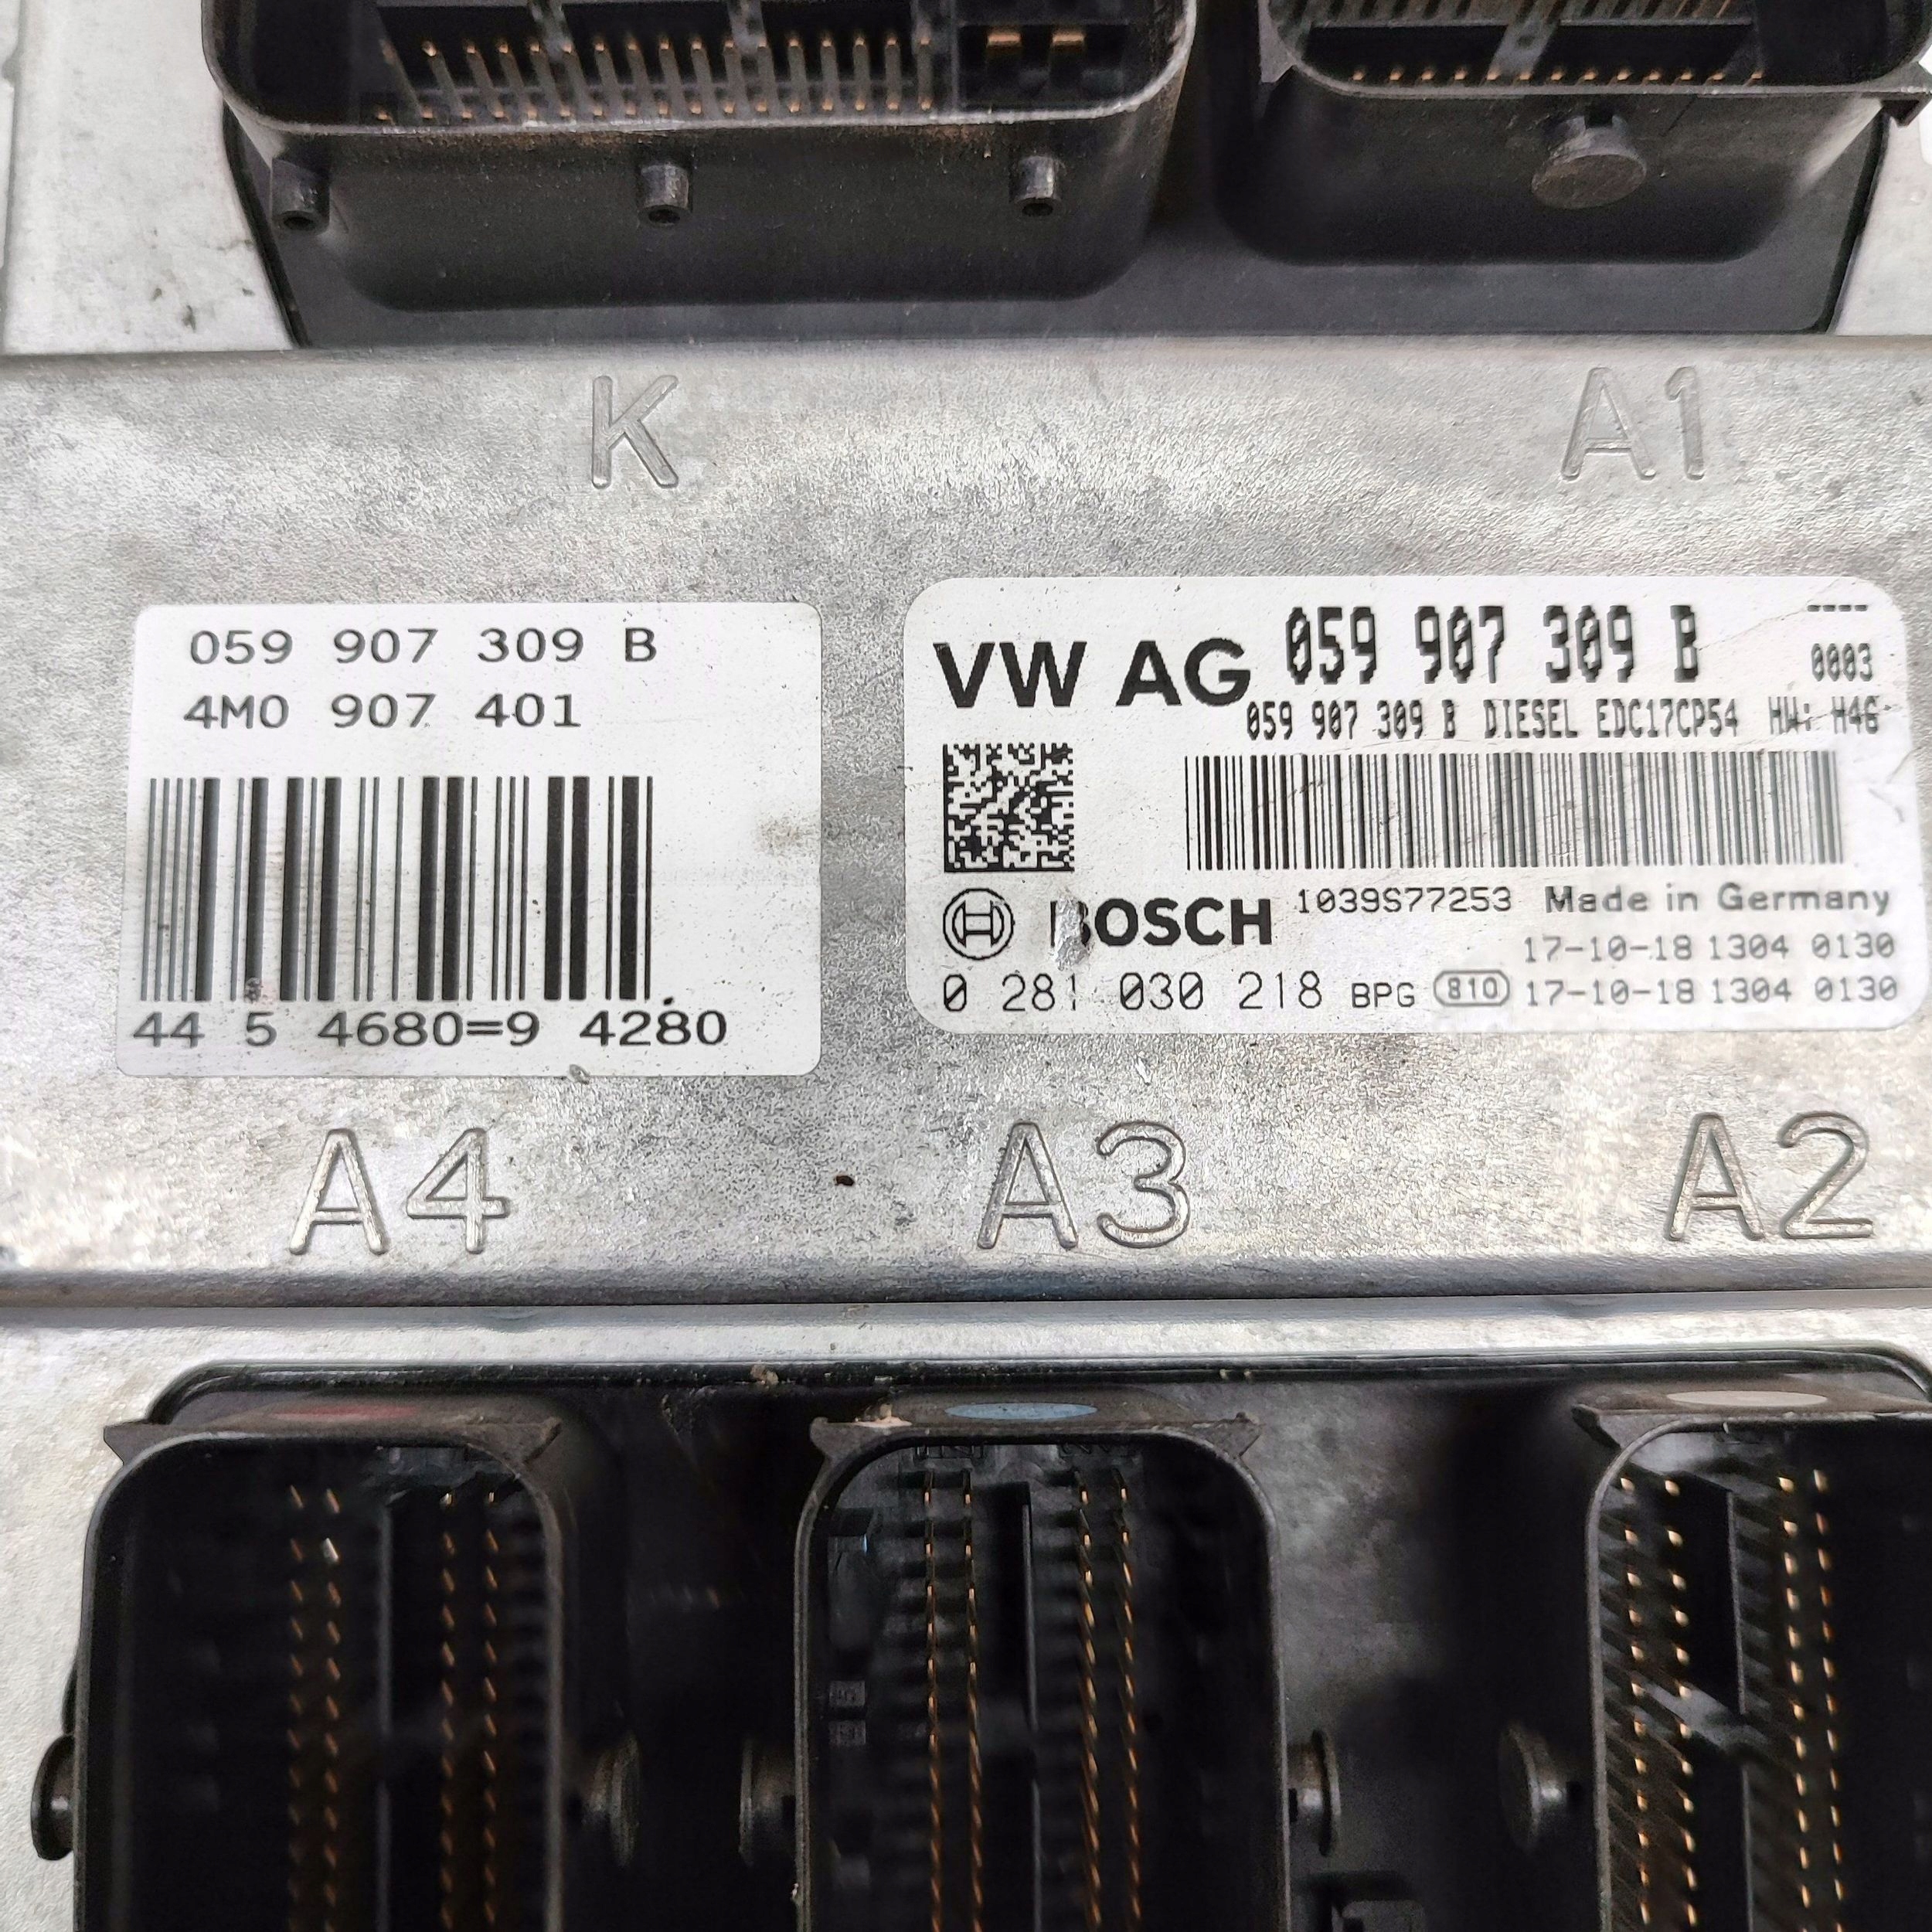 K
A1
059 907 309 B
4M0 907 401
44 5 4680=9 4280
VW AG 059 907 309 B ----
0003
059 907 309 B DIESEL EDC17CP54 HW: H46
BOSCH 1039S77253 Made in Germany
17-10-18 1304 0130
0 281 030 218 BPG 810 17-10-18 1304 0130
A4
A3
A2